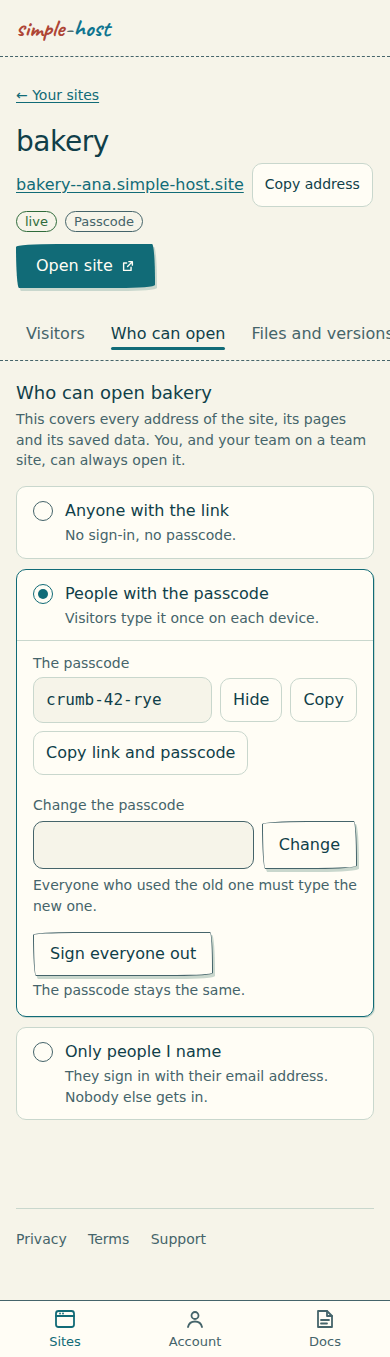 simple-host
← Your sites
bakery
bakery--ana.simple-host.site Copy address
live Passcode
Open site
Visitors Who can open Files and versions
Who can open bakery
This covers every address of the site, its pages
and its saved data. You, and your team on a team
site, can always open it.
Anyone with the link
No sign-in, no passcode.
People with the passcode
Visitors type it once on each device.
The passcode
crumb-42-rye Hide Copy
Copy link and passcode
Change the passcode
Change
Everyone who used the old one must type the
new one.
Sign everyone out
The passcode stays the same.
Only people I name
They sign in with their email address.
Nobody else gets in.
Privacy Terms Support
Sites Account Docs